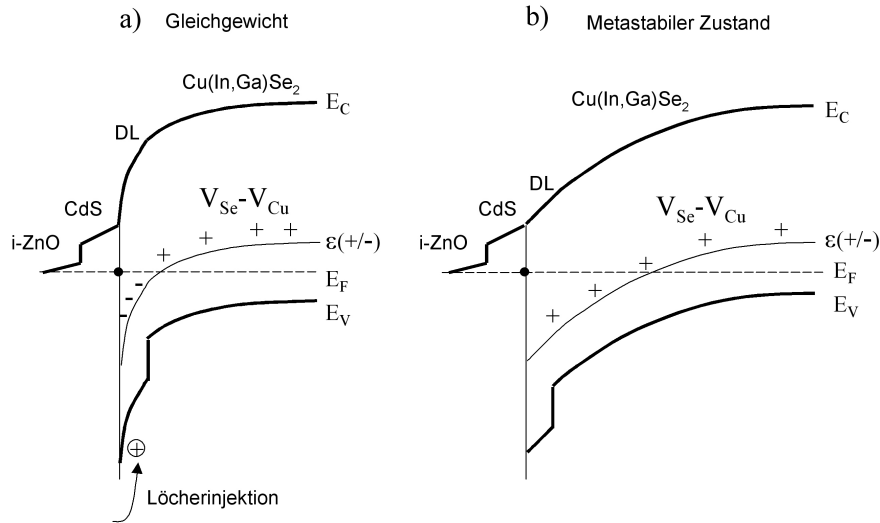 a) Gleichgewicht
Cu(In,Ga)Se2
EC
DL
VSe-VCu
CdS
i-ZnO
ε(+/-)
EF
EV
+ + + +
- - -
+
Löcherinjektion
b) Metastabiler Zustand
Cu(In,Ga)Se2
EC
DL
VSe-VCu
CdS
i-ZnO
ε(+/-)
EF
EV
+ + + + +